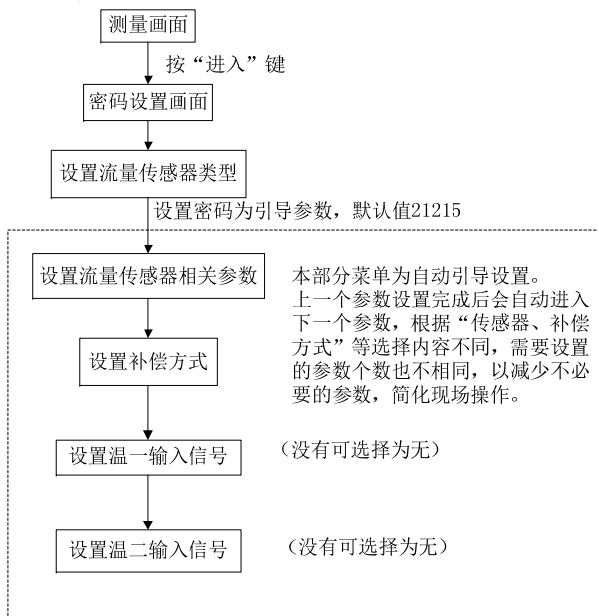 测量画面
按“进入”键
密码设置画面
设置流量传感器类型
设置密码为引导参数，默认值21215
设置流量传感器相关参数
本部分菜单为自动引导设置。
上一个参数设置完成后会自动进入
下一个参数，根据“传感器、补偿
方式”等选择内容不同，需要设置
的参数个数也不相同，以减少不必
要的参数，简化现场操作。
设置补偿方式
设置温一输入信号
（没有可选择为无）
设置温二输入信号
（没有可选择为无）